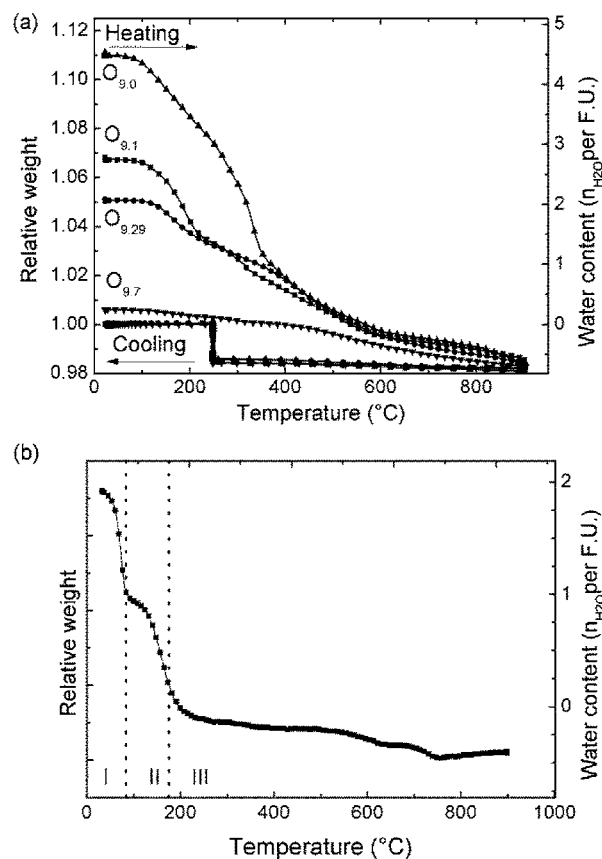 (a)
Heating
O9.0
O9.1
O9.29
O9.7
Cooling
1.12
1.10
1.08
1.06
1.04
1.02
1.00
0.98
Relative weight
5
4
3
2
1
0
Water content (nH2O per F.U.)
0 200 400 600 800
Temperature (°C)
(b)
Relative weight
2
1
0
Water content (nH2O per F.U.)
I II III
0 200 400 600 800 1000
Temperature (°C)